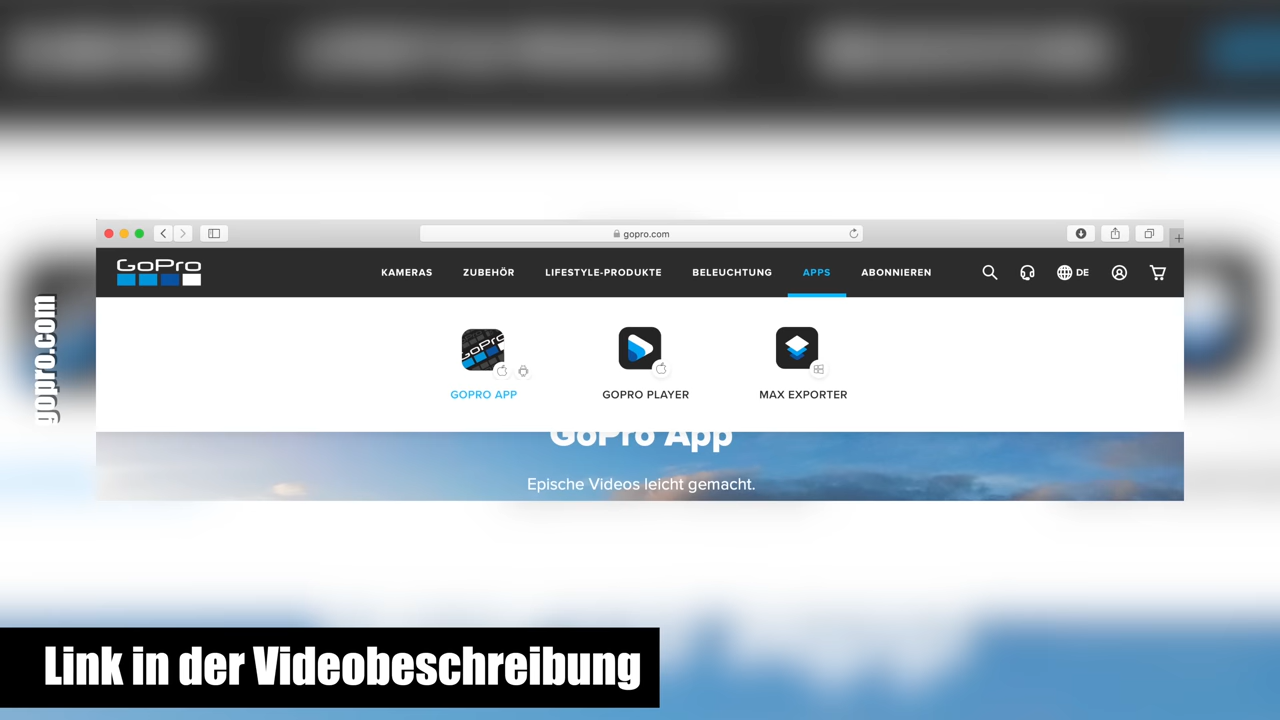 gopro.com
GoPro
KAMERAS ZUBEHÖR LIFESTYLE-PRODUKTE BELEUCHTUNG APPS ABONNIEREN DE
GoPro
GOPRO APP GOPRO PLAYER MAX EXPORTER
GoPro App
Epische Videos leicht gemacht.
gopro.com
Link in der Videobeschreibung